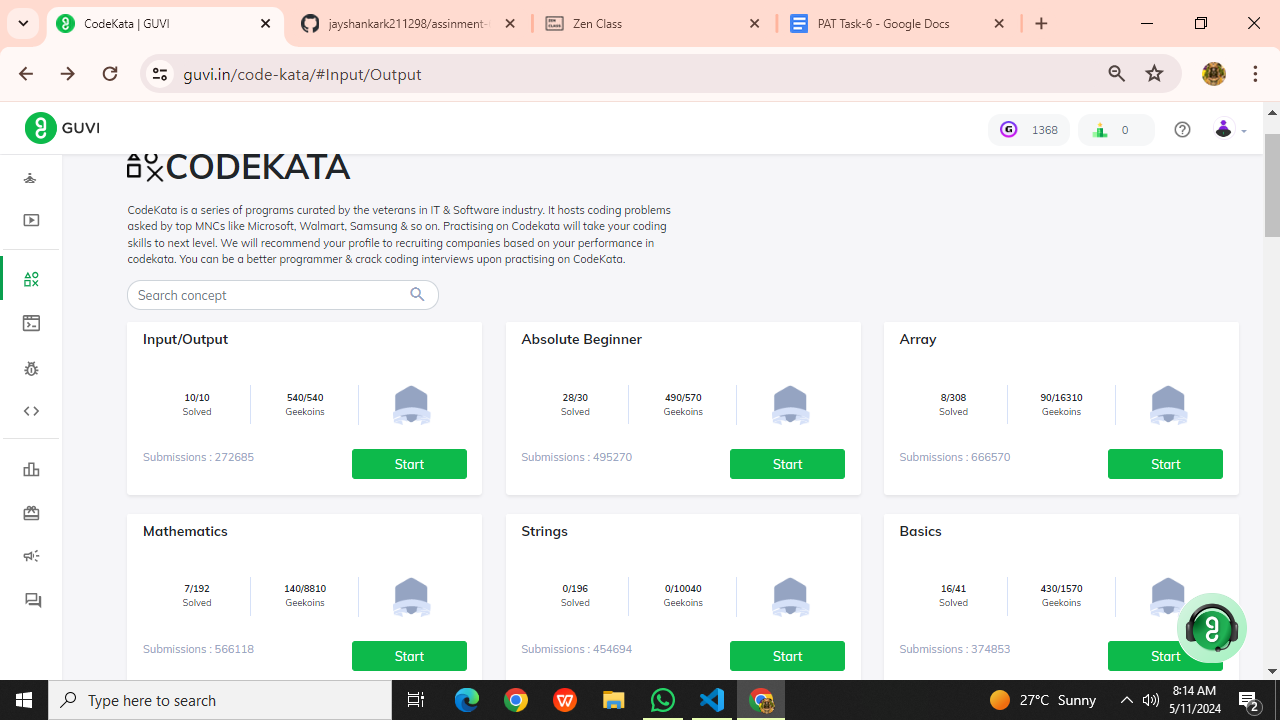 CodeKata | GUVI
jayshankark211298/assinment-
Zen Class
PAT Task-6 - Google Docs
guvi.in/code-kata/#Input/Output
GUVI
1368
0
CODEKATA
CodeKata is a series of programs curated by the veterans in IT & Software industry. It hosts coding problems
asked by top MNCs like Microsoft, Walmart, Samsung & so on. Practising on Codekata will take your coding
skills to next level. We will recommend your profile to recruiting companies based on your performance in
codekata. You can be a better programmer & crack coding interviews upon practising on CodeKata.
Search concept
Input/Output
10/10
Solved
540/540
Geekoins
Submissions : 272685
Start
Absolute Beginner
28/30
Solved
490/570
Geekoins
Submissions : 495270
Start
Array
8/308
Solved
90/16310
Geekoins
Submissions : 666570
Start
Mathematics
7/192
Solved
140/8810
Geekoins
Submissions : 566118
Start
Strings
0/196
Solved
0/10040
Geekoins
Submissions : 454694
Start
Basics
16/41
Solved
430/1570
Geekoins
Submissions : 374853
Start
Type here to search
27°C Sunny
8:14 AM
5/11/2024
2